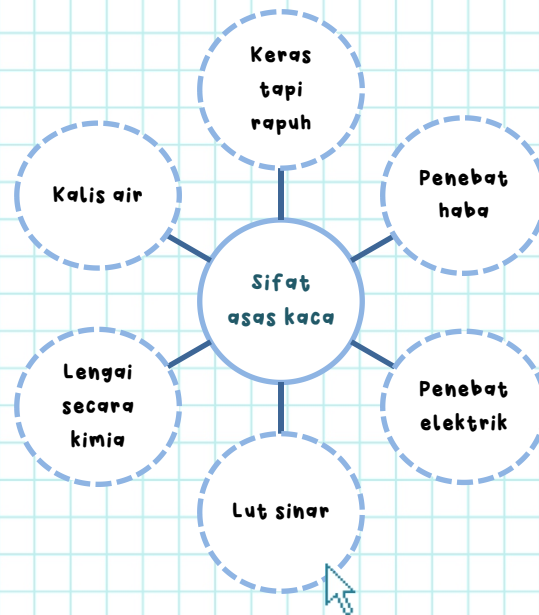 Keras
tapi
rapuh
Kalis air
Penebat
haba
Sifat
asas kaca
Lengai
secara
kimia
Penebat
elektrik
Lut sinar